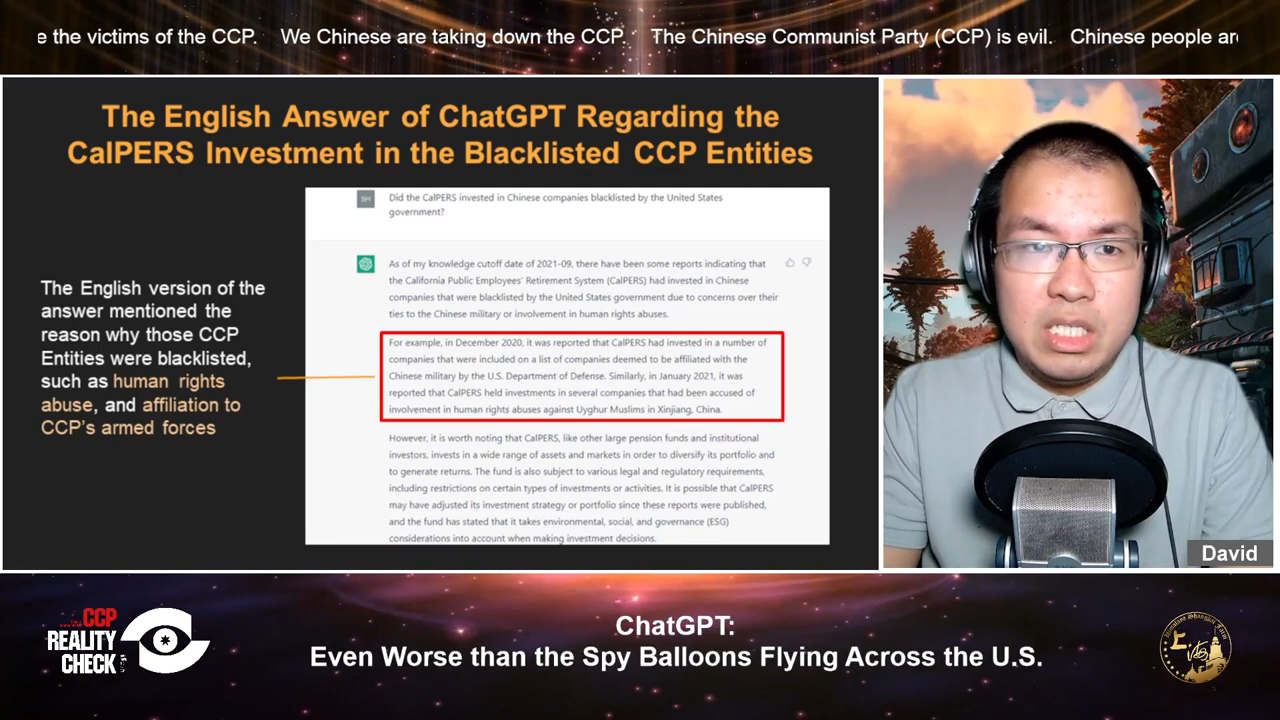 e the victims of the CCP. We Chinese are taking down the CCP. The Chinese Communist Party (CCP) is evil. Chinese people are
The English Answer of ChatGPT Regarding the
CalPERS Investment in the Blacklisted CCP Entities
SH
Did the CalPERS invested in Chinese companies blacklisted by the United States
government?
As of my knowledge cutoff date of 2021-09, there have been some reports indicating that
the California Public Employees' Retirement System (CalPERS) had invested in Chinese
companies that were blacklisted by the United States government due to concerns over their
ties to the Chinese military or involvement in human rights abuses.
For example, in December 2020, it was reported that CalPERS had invested in a number of
companies that were included on a list of companies deemed to be affiliated with the
Chinese military by the U.S. Department of Defense. Similarly, in January 2021, it was
reported that CalPERS held investments in several companies that had been accused of
involvement in human rights abuses against Uyghur Muslims in Xinjiang, China.
However, it is worth noting that CalPERS, like other large pension funds and institutional
investors, invests in a wide range of assets and markets in order to diversify its portfolio and
to generate returns. The fund is also subject to various legal and regulatory requirements,
including restrictions on certain types of investments or activities. It is possible that CalPERS
may have adjusted its investment strategy or portfolio since these reports were published,
and the fund has stated that it takes environmental, social, and governance (ESG)
considerations into account when making investment decisions.
The English version of the
answer mentioned the
reason why those CCP
Entities were blacklisted,
such as human rights
abuse, and affiliation to
CCP's armed forces
David
CCP
REALITY
CHECK
ChatGPT:
Even Worse than the Spy Balloons Flying Across the U.S.